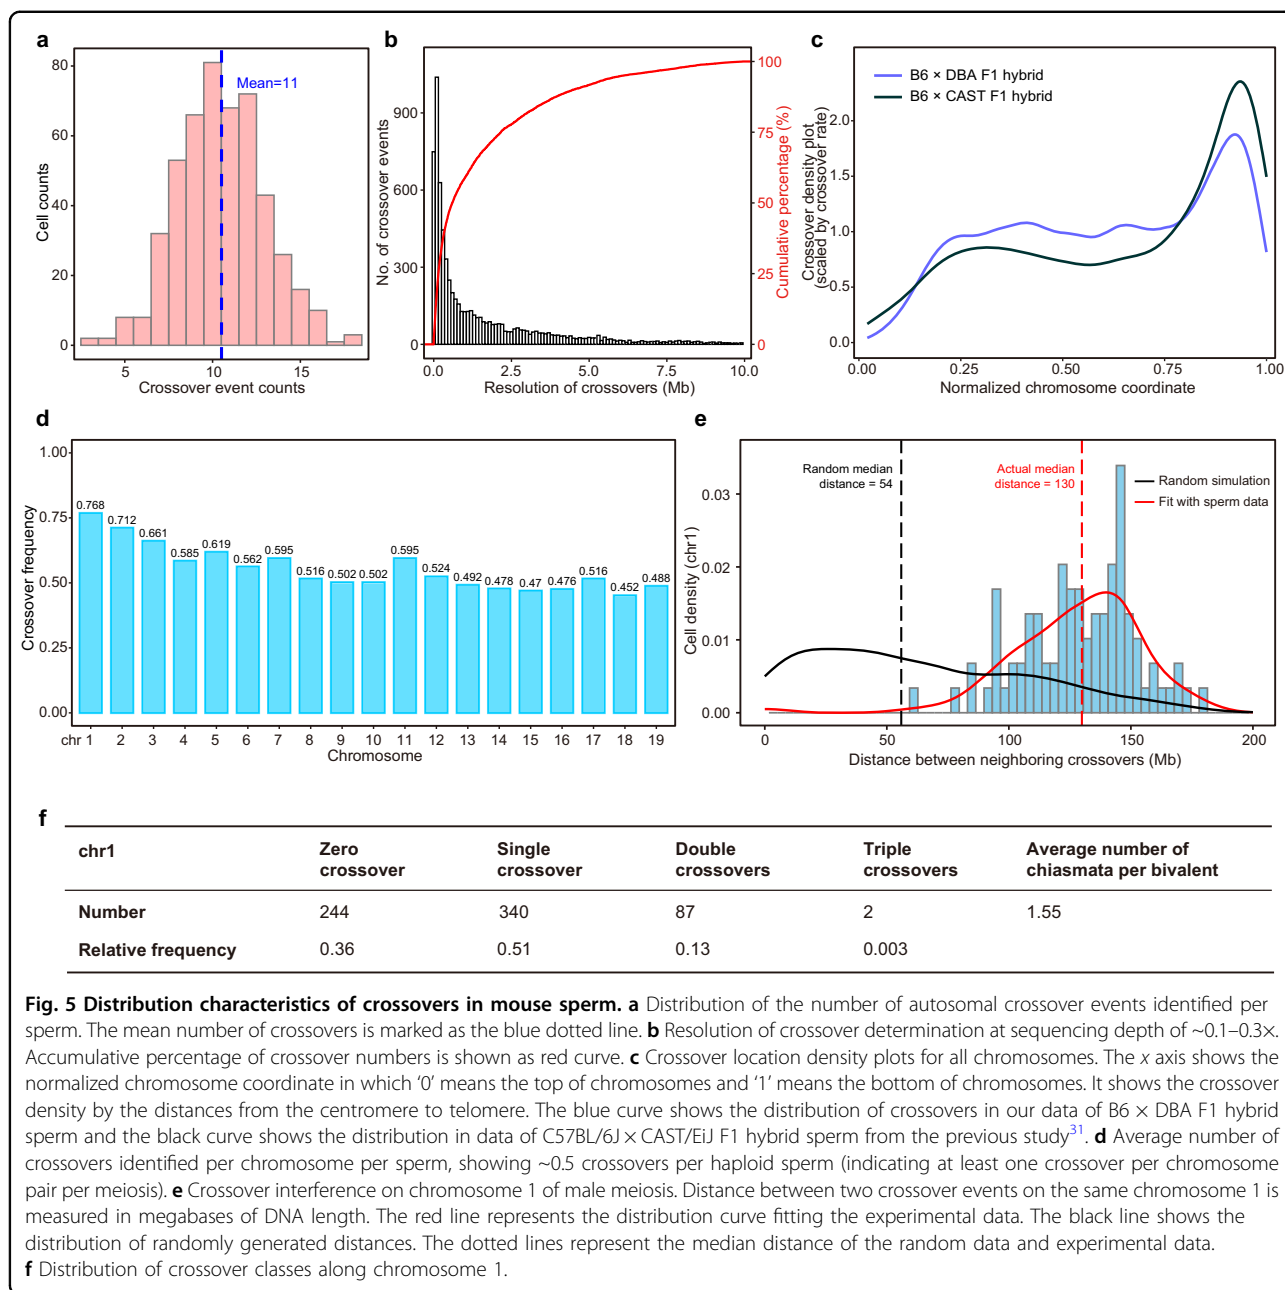 a
Mean=11
80
60
40
20
0
Cell counts
5
10
15
Crossover event counts
b
900
600
300
0
No. of crossover events
100
75
50
25
0
Cumulative percentage (%)
0.0
2.5
5.0
7.5
10.0
Resolution of crossovers (Mb)
c
B6 × DBA F1 hybrid
B6 × CAST F1 hybrid
2.0
1.5
1.0
0.5
0.0
Crossover density plot
(scaled by crossover rate)
0.00
0.25
0.50
0.75
1.00
Normalized chromosome coordinate
d
1.00
0.75
0.50
0.25
0.00
Crossover frequency
0.768
0.712
0.661
0.585
0.619
0.562
0.595
0.516
0.502
0.502
0.595
0.524
0.492
0.478
0.47
0.476
0.516
0.452
0.488
chr 1 2 3 4 5 6 7 8 9 10 11 12 13 14 15 16 17 18 19
Chromosome
e
Random median
distance = 54
Actual median
distance = 130
Random simulation
Fit with sperm data
0.03
0.02
0.01
0.00
Cell density (chr1)
0
50
100
150
200
Distance between neighboring crossovers (Mb)
f
chr1 Zero crossover Single crossover Double crossovers Triple crossovers Average number of chiasmata per bivalent
Number 244 340 87 2 1.55
Relative frequency 0.36 0.51 0.13 0.003
Fig. 5 Distribution characteristics of crossovers in mouse sperm. a Distribution of the number of autosomal crossover events identified per
sperm. The mean number of crossovers is marked as the blue dotted line. b Resolution of crossover determination at sequencing depth of ~0.1–0.3×.
Accumulative percentage of crossover numbers is shown as red curve. c Crossover location density plots for all chromosomes. The x axis shows the
normalized chromosome coordinate in which ‘0’ means the top of chromosomes and ‘1’ means the bottom of chromosomes. It shows the crossover
density by the distances from the centromere to telomere. The blue curve shows the distribution of crossovers in our data of B6 × DBA F1 hybrid
sperm and the black curve shows the distribution in data of C57BL/6J × CAST/EiJ F1 hybrid sperm from the previous study31. d Average number of
crossovers identified per chromosome per sperm, showing ~0.5 crossovers per haploid sperm (indicating at least one crossover per chromosome
pair per meiosis). e Crossover interference on chromosome 1 of male meiosis. Distance between two crossover events on the same chromosome 1 is
measured in megabases of DNA length. The red line represents the distribution curve fitting the experimental data. The black line shows the
distribution of randomly generated distances. The dotted lines represent the median distance of the random data and experimental data.
f Distribution of crossover classes along chromosome 1.